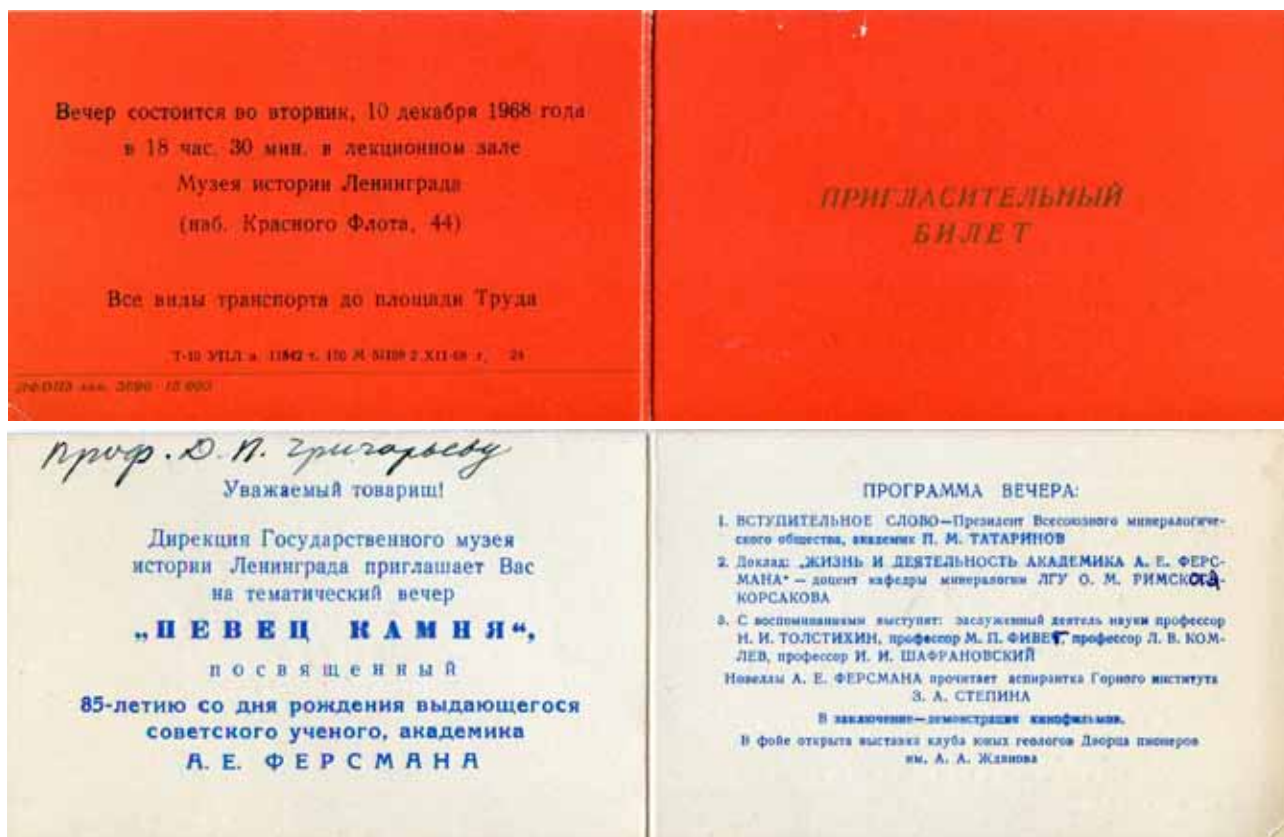 Вечер состоится во вторник, 10 декабря 1968 года
в 18 час. 30 мин. в лекционном зале
Музея истории Ленинграда
(наб. Красного Флота, 44)
Все виды транспорта до площади Труда
ПРИГЛАСИТЕЛЬНЫЙ
БИЛЕТ
Проф. Д. П. Григорьеву
Уважаемый товарищ!
Дирекция Государственного музея
истории Ленинграда приглашает Вас
на тематический вечер
„ПЕВЕЦ КАМНЯ“,
посвященный
85-летию со дня рождения выдающегося
советского ученого, академика
А. Е. ФЕРСМАНА
ПРОГРАММА ВЕЧЕРА:
1. ВСТУПИТЕЛЬНОЕ СЛОВО—Президент Всесоюзного минералогиче-
ского общества, академик П. М. ТАТАРИНОВ
2. Доклад: „ЖИЗНЬ И ДЕЯТЕЛЬНОСТЬ АКАДЕМИКА А. Е. ФЕРС-
МАНА“ — доцент кафедры минералогии ЛГУ О. М. РИМСКАЯ-
КОРСАКОВА
3. С воспоминаниями выступят: заслуженный деятель науки профессор
Н. И. ТОЛСТИХИН, профессор М. П. ФИВЕГ, профессор Л. В. КОМ-
ЛЕВ, профессор И. И. ШАФРАНОВСКИЙ
Новеллы А. Е. ФЕРСМАНА прочитает аспирантка Горного института
З. А. СТЕПИНА
В заключение—демонстрация кинофильмов.
В фойе открыта выставка клуба юных геологов Дворца пионеров
им. А. А. Жданова